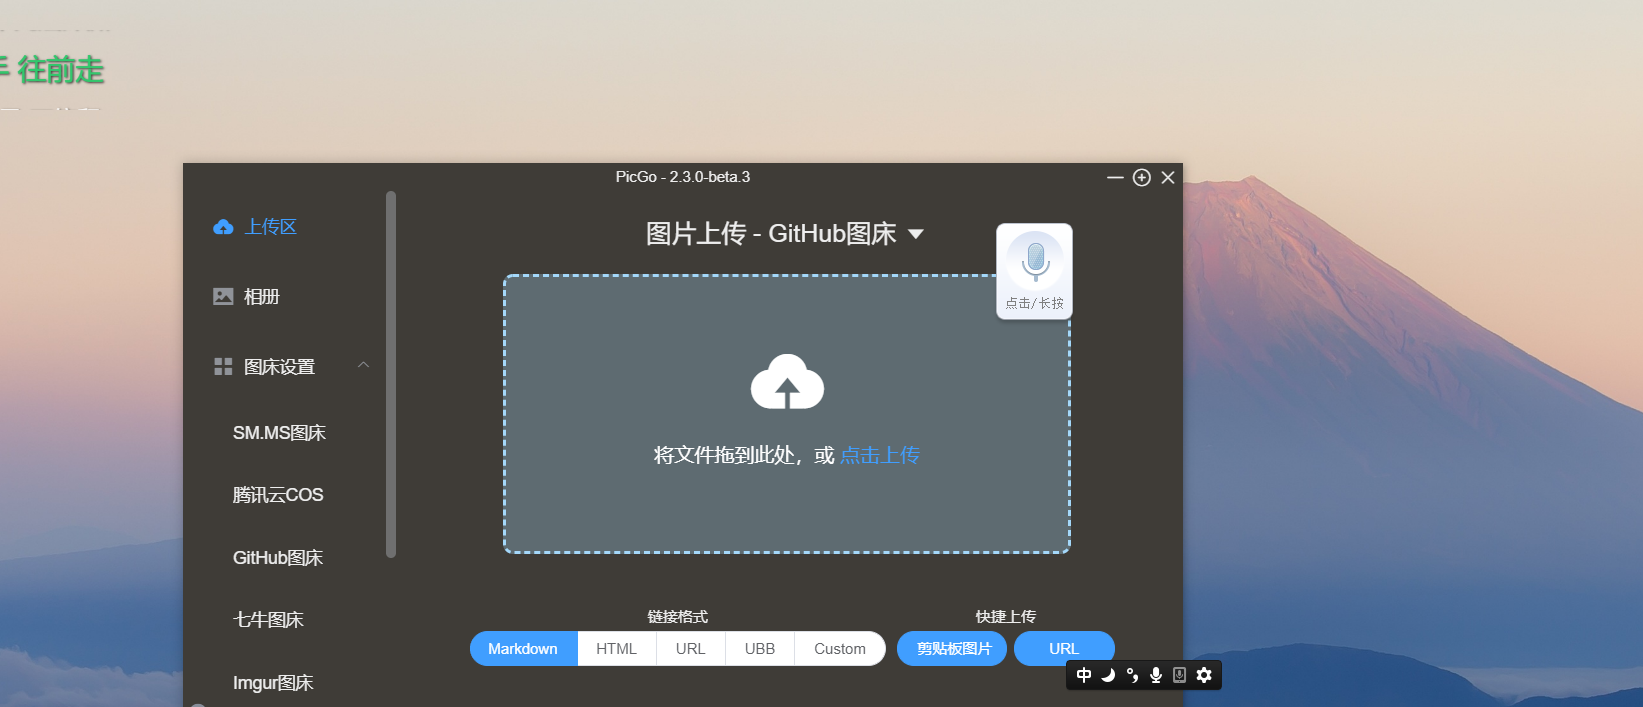 往前走
PicGo - 2.3.0-beta.3
上传区
相册
图床设置
SM.MS图床
腾讯云COS
GitHub图床
七牛图床
Imgur图床
图片上传 - GitHub图床
点击/长按
将文件拖到此处，或 点击上传
链接格式
快捷上传
Markdown HTML URL UBB Custom
剪贴板图片 URL
中